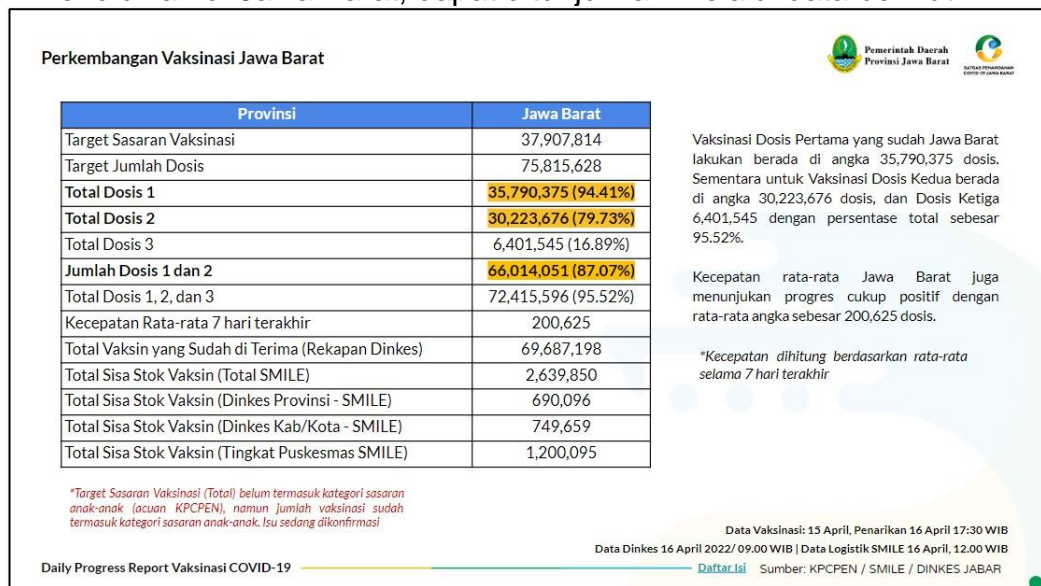 Perkembangan Vaksinasi Jawa Barat
Pemerintah Daerah
Provinsi Jawa Barat
SATGAS PENANGANAN
COVID-19 JAWA BARAT
Provinsi Jawa Barat
Target Sasaran Vaksinasi 37,907,814
Target Jumlah Dosis 75,815,628
Total Dosis 1 35,790,375 (94.41%)
Total Dosis 2 30,223,676 (79.73%)
Total Dosis 3 6,401,545 (16.89%)
Jumlah Dosis 1 dan 2 66,014,051 (87.07%)
Total Dosis 1, 2, dan 3 72,415,596 (95.52%)
Kecepatan Rata-rata 7 hari terakhir 200,625
Total Vaksin yang Sudah di Terima (Rekapan Dinkes) 69,687,198
Total Sisa Stok Vaksin (Total SMILE) 2,639,850
Total Sisa Stok Vaksin (Dinkes Provinsi - SMILE) 690,096
Total Sisa Stok Vaksin (Dinkes Kab/Kota - SMILE) 749,659
Total Sisa Stok Vaksin (Tingkat Puskesmas SMILE) 1,200,095
Vaksinasi Dosis Pertama yang sudah Jawa Barat
lakukan berada di angka 35,790,375 dosis.
Sementara untuk Vaksinasi Dosis Kedua berada
di angka 30,223,676 dosis, dan Dosis Ketiga
6,401,545 dengan persentase total sebesar
95.52%.
Kecepatan rata-rata Jawa Barat juga
menunjukan progres cukup positif dengan
rata-rata angka sebesar 200,625 dosis.
*Kecepatan dihitung berdasarkan rata-rata
selama 7 hari terakhir
*Target Sasaran Vaksinasi (Total) belum termasuk kategori sasaran
anak-anak (acuan KPCPEN), namun jumlah vaksinasi sudah
termasuk kategori sasaran anak-anak. Isu sedang dikonfirmasi
Data Vaksinasi: 15 April, Penarikan 16 April 17:30 WIB
Data Dinkes 16 April 2022/ 09.00 WIB | Data Logistik SMILE 16 April, 12.00 WIB
Daily Progress Report Vaksinasi COVID-19
Daftar Isi Sumber: KPCPEN / SMILE / DINKES JABAR